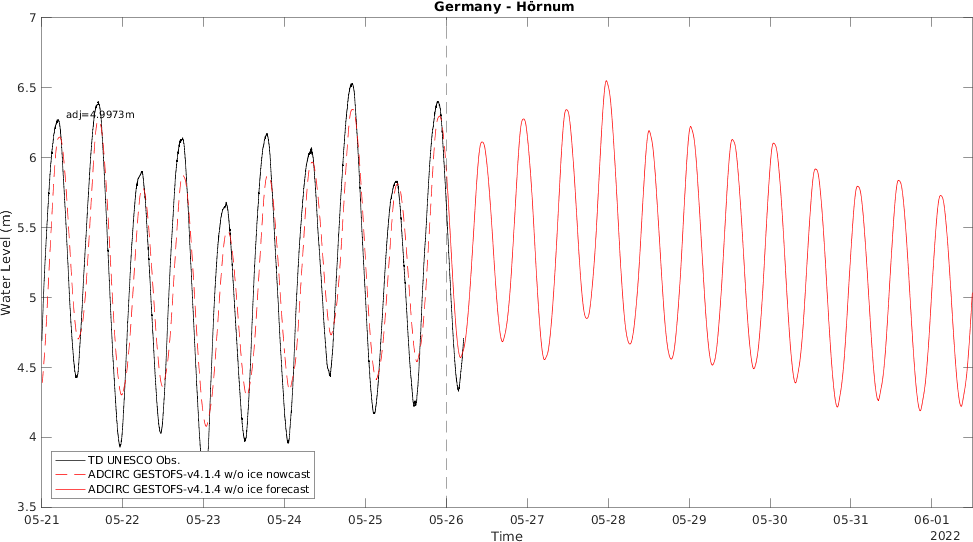 Germany - Hörnum
7
6.5
6
5.5
5
4.5
4
3.5
Water Level (m)
adj=4.9973m
TD UNESCO Obs.
ADCIRC GESTOFS-v4.1.4 w/o ice nowcast
ADCIRC GESTOFS-v4.1.4 w/o ice forecast
05-21 05-22 05-23 05-24 05-25 05-26 05-27 05-28 05-29 05-30 05-31 06-01
Time
2022